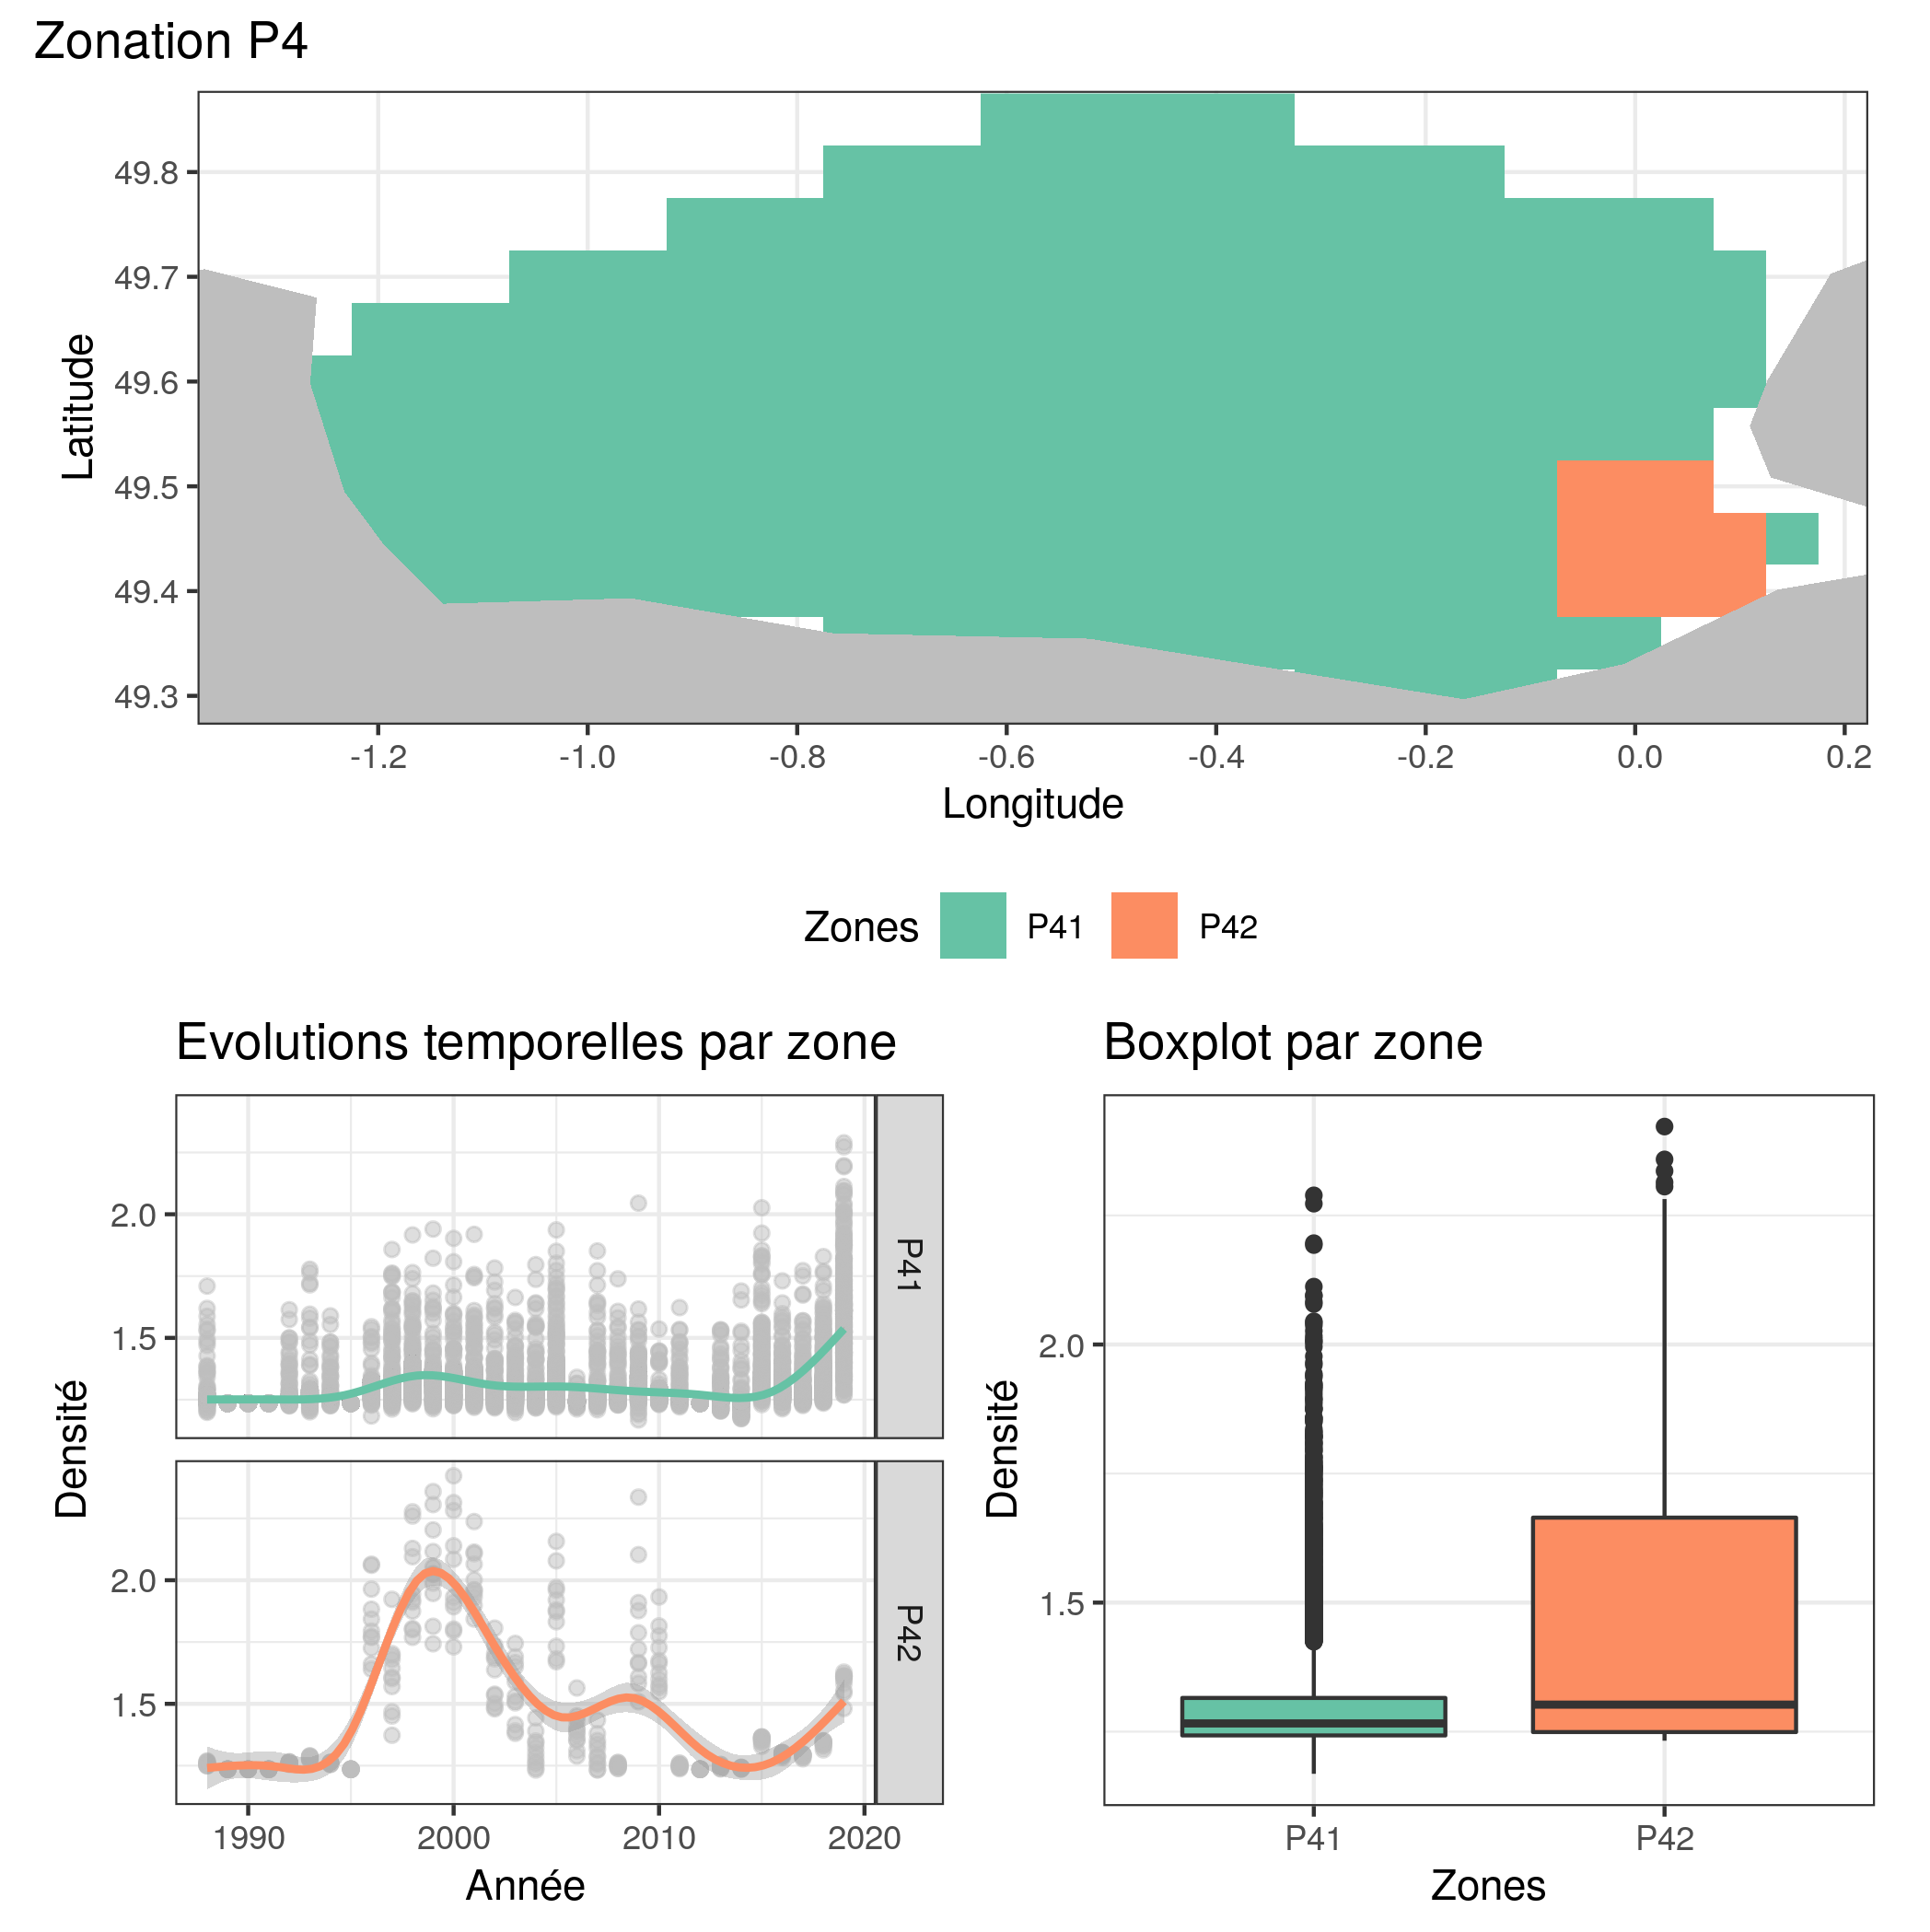 Zonation P4
49.8
49.7
49.6
49.5
49.4
49.3
Latitude
-1.2 -1.0 -0.8 -0.6 -0.4 -0.2 0.0 0.2
Longitude
Zones P41 P42
Evolutions temporelles par zone
2.0
1.5
P41
2.0
1.5
P42
Densité
1990 2000 2010 2020
Année
Boxplot par zone
2.0
1.5
Densité
P41 P42
Zones